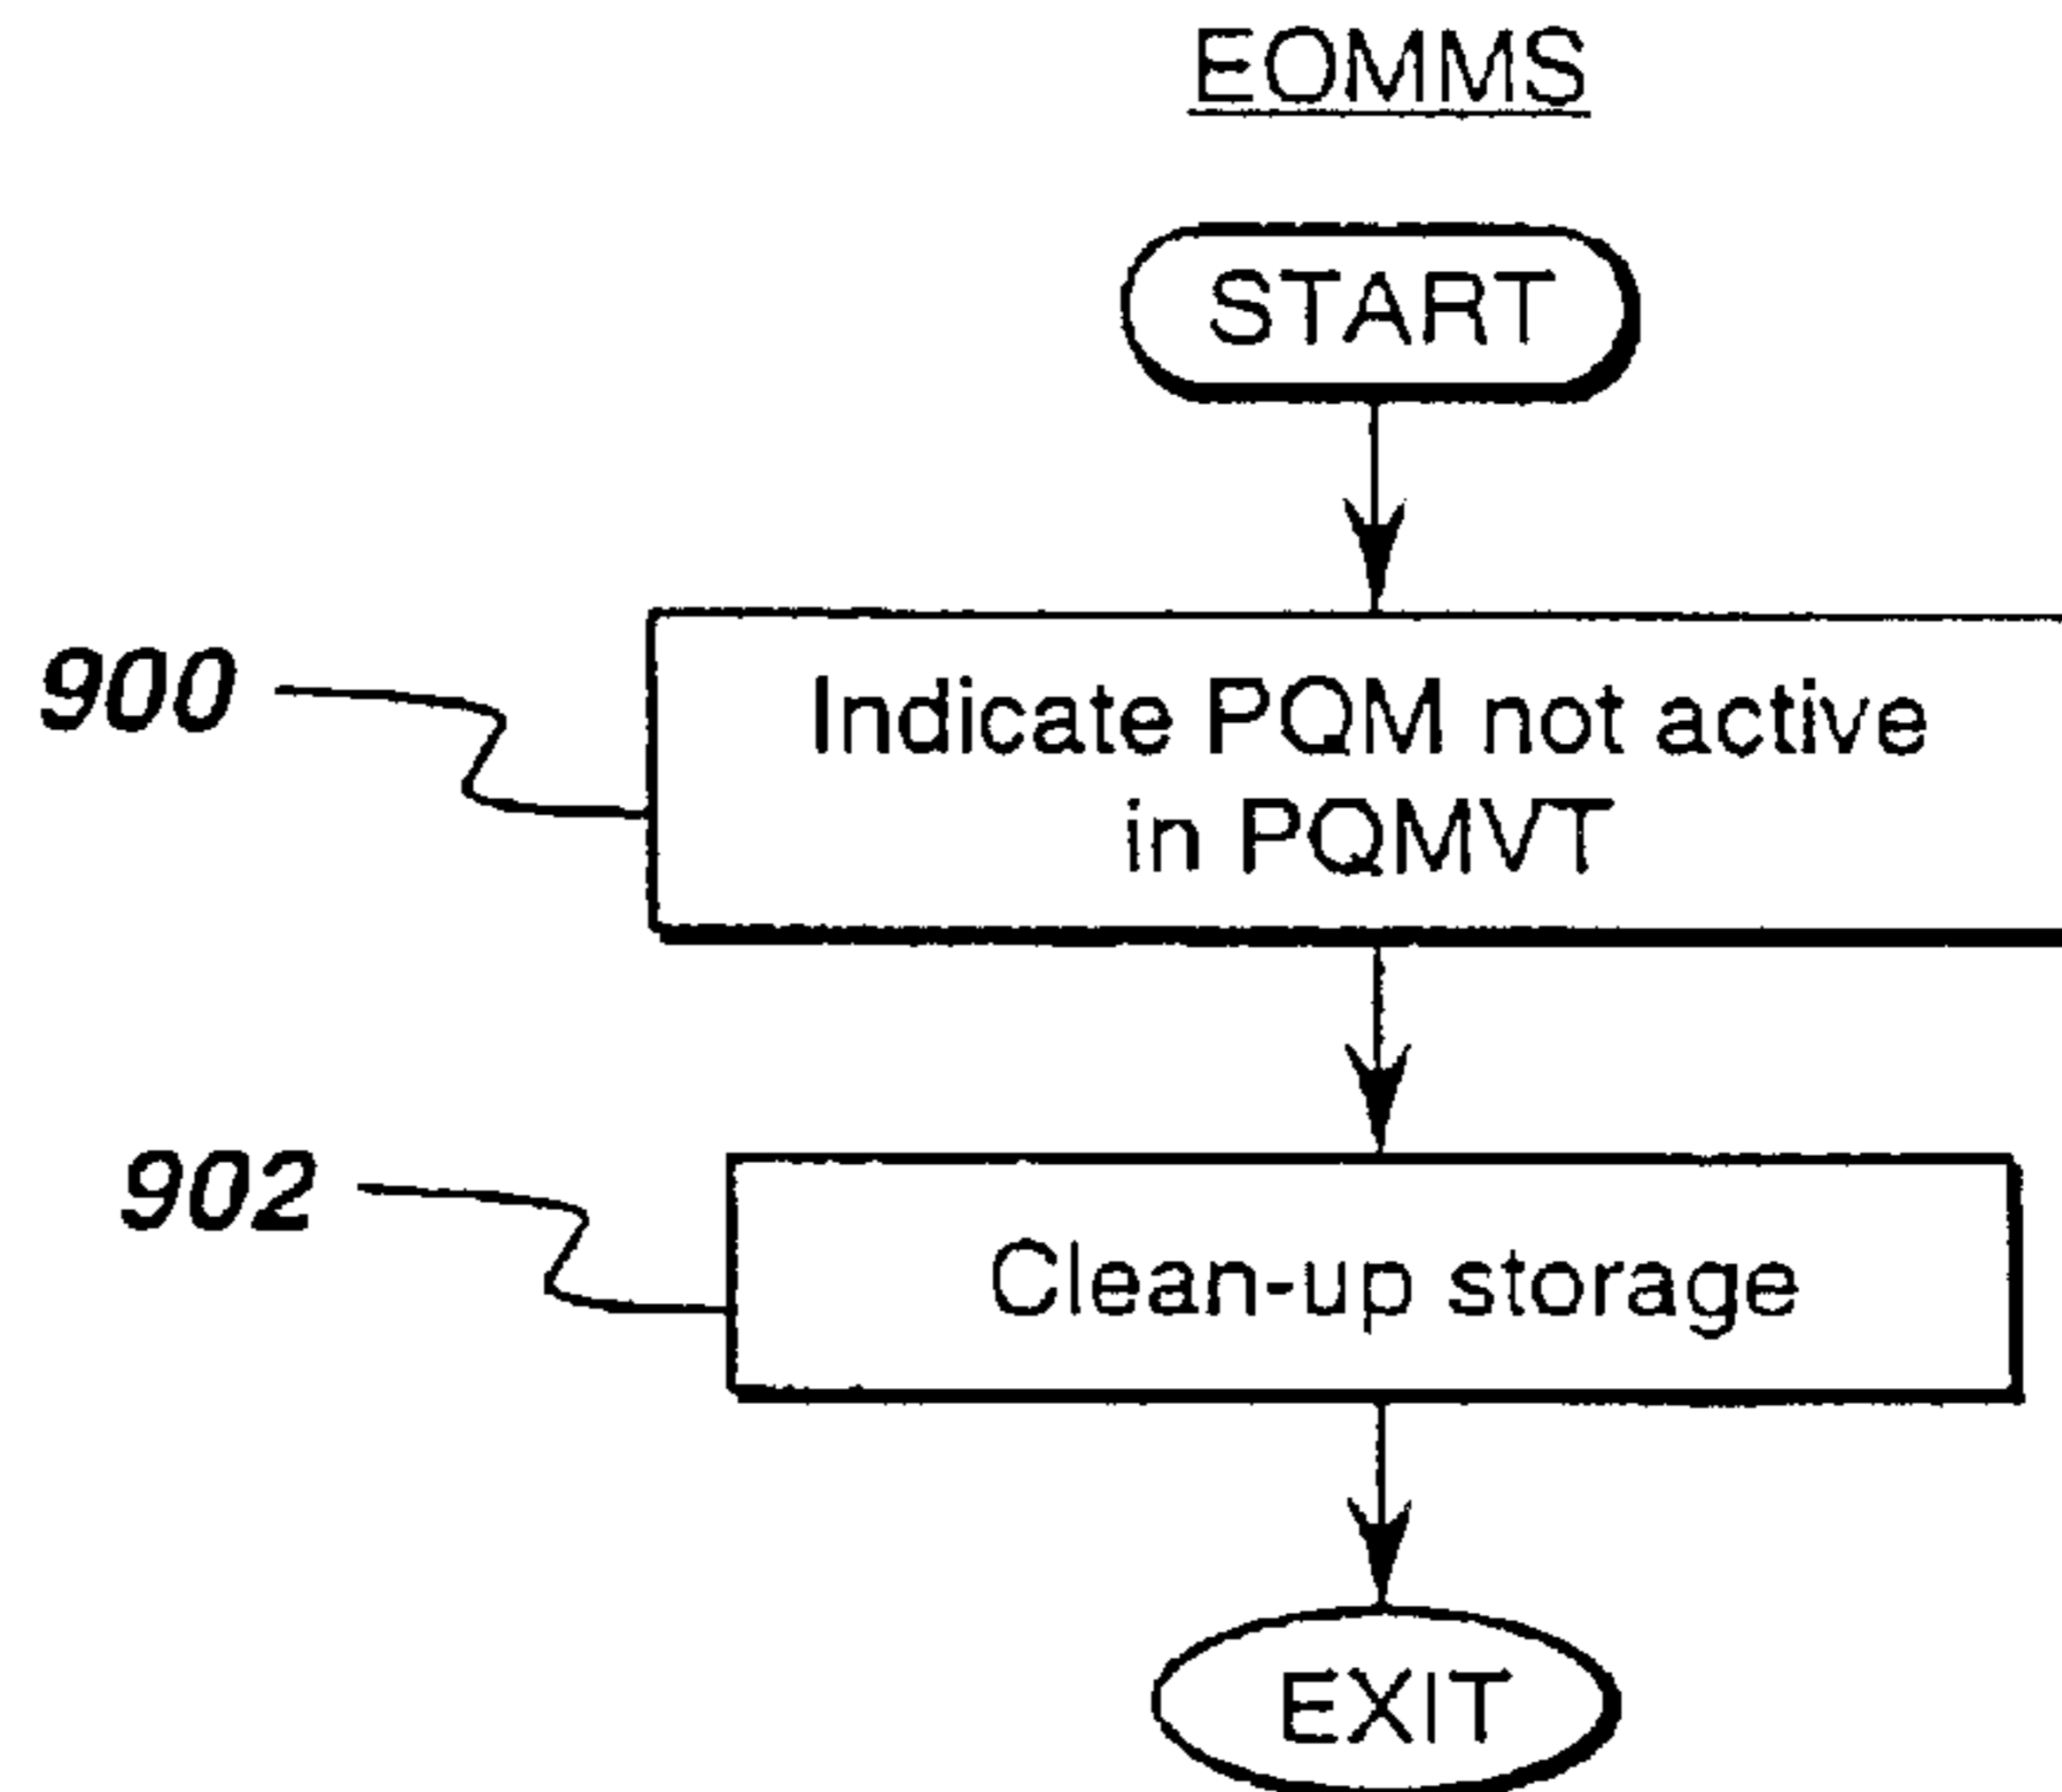 EOMMS
START
900
Indicate PQM not active
in PQMVT
902
Clean-up storage
EXIT